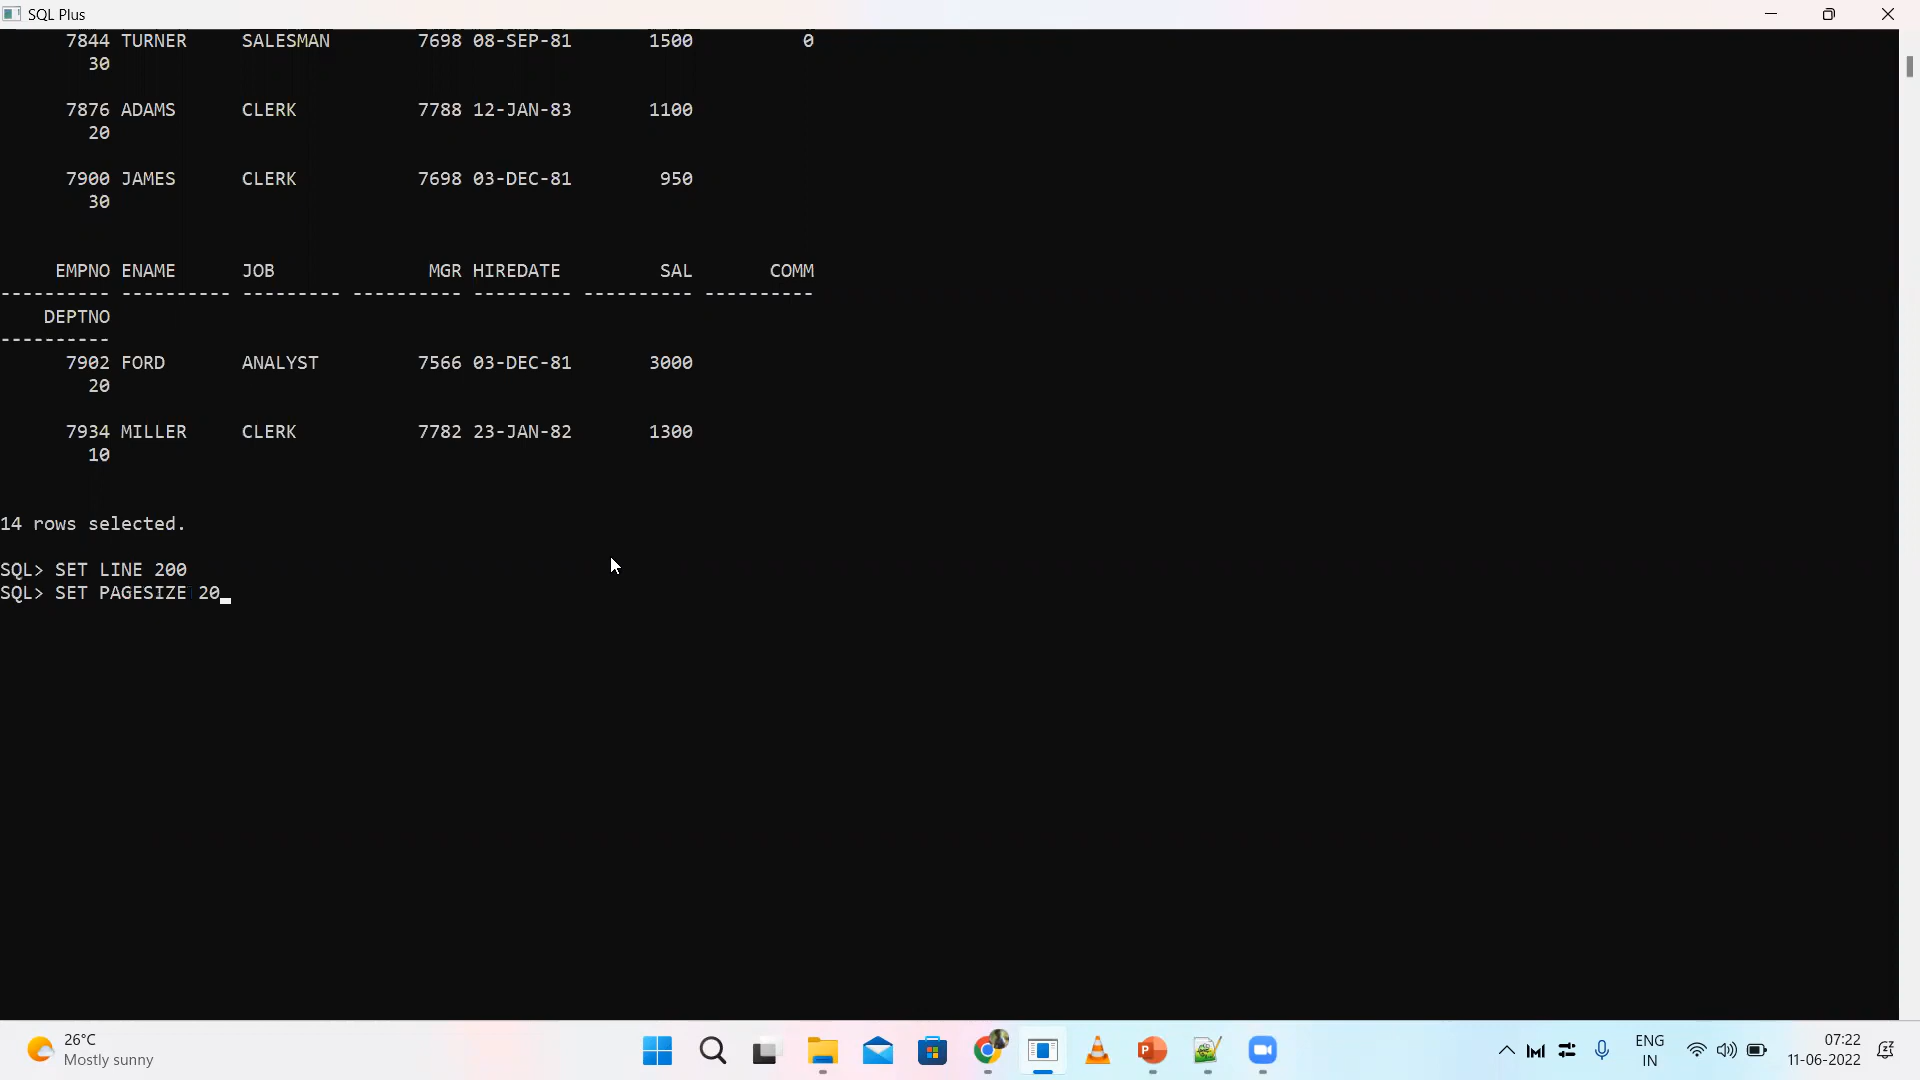 SQL Plus
7844 TURNER     SALESMAN        7698 08-SEP-81       1500          0
30
7876 ADAMS      CLERK           7788 12-JAN-83       1100
20
7900 JAMES      CLERK           7698 03-DEC-81        950
30
EMPNO ENAME      JOB              MGR HIREDATE         SAL       COMM
---------- ---------- --------- ---------- --------- ---------- ----------
DEPTNO
----------
7902 FORD       ANALYST         7566 03-DEC-81       3000
20
7934 MILLER     CLERK           7782 23-JAN-82       1300
10
14 rows selected.
SQL> SET LINE 200
SQL> SET PAGESIZE 20_
26°C
Mostly sunny
ENG
IN
07:22
11-06-2022